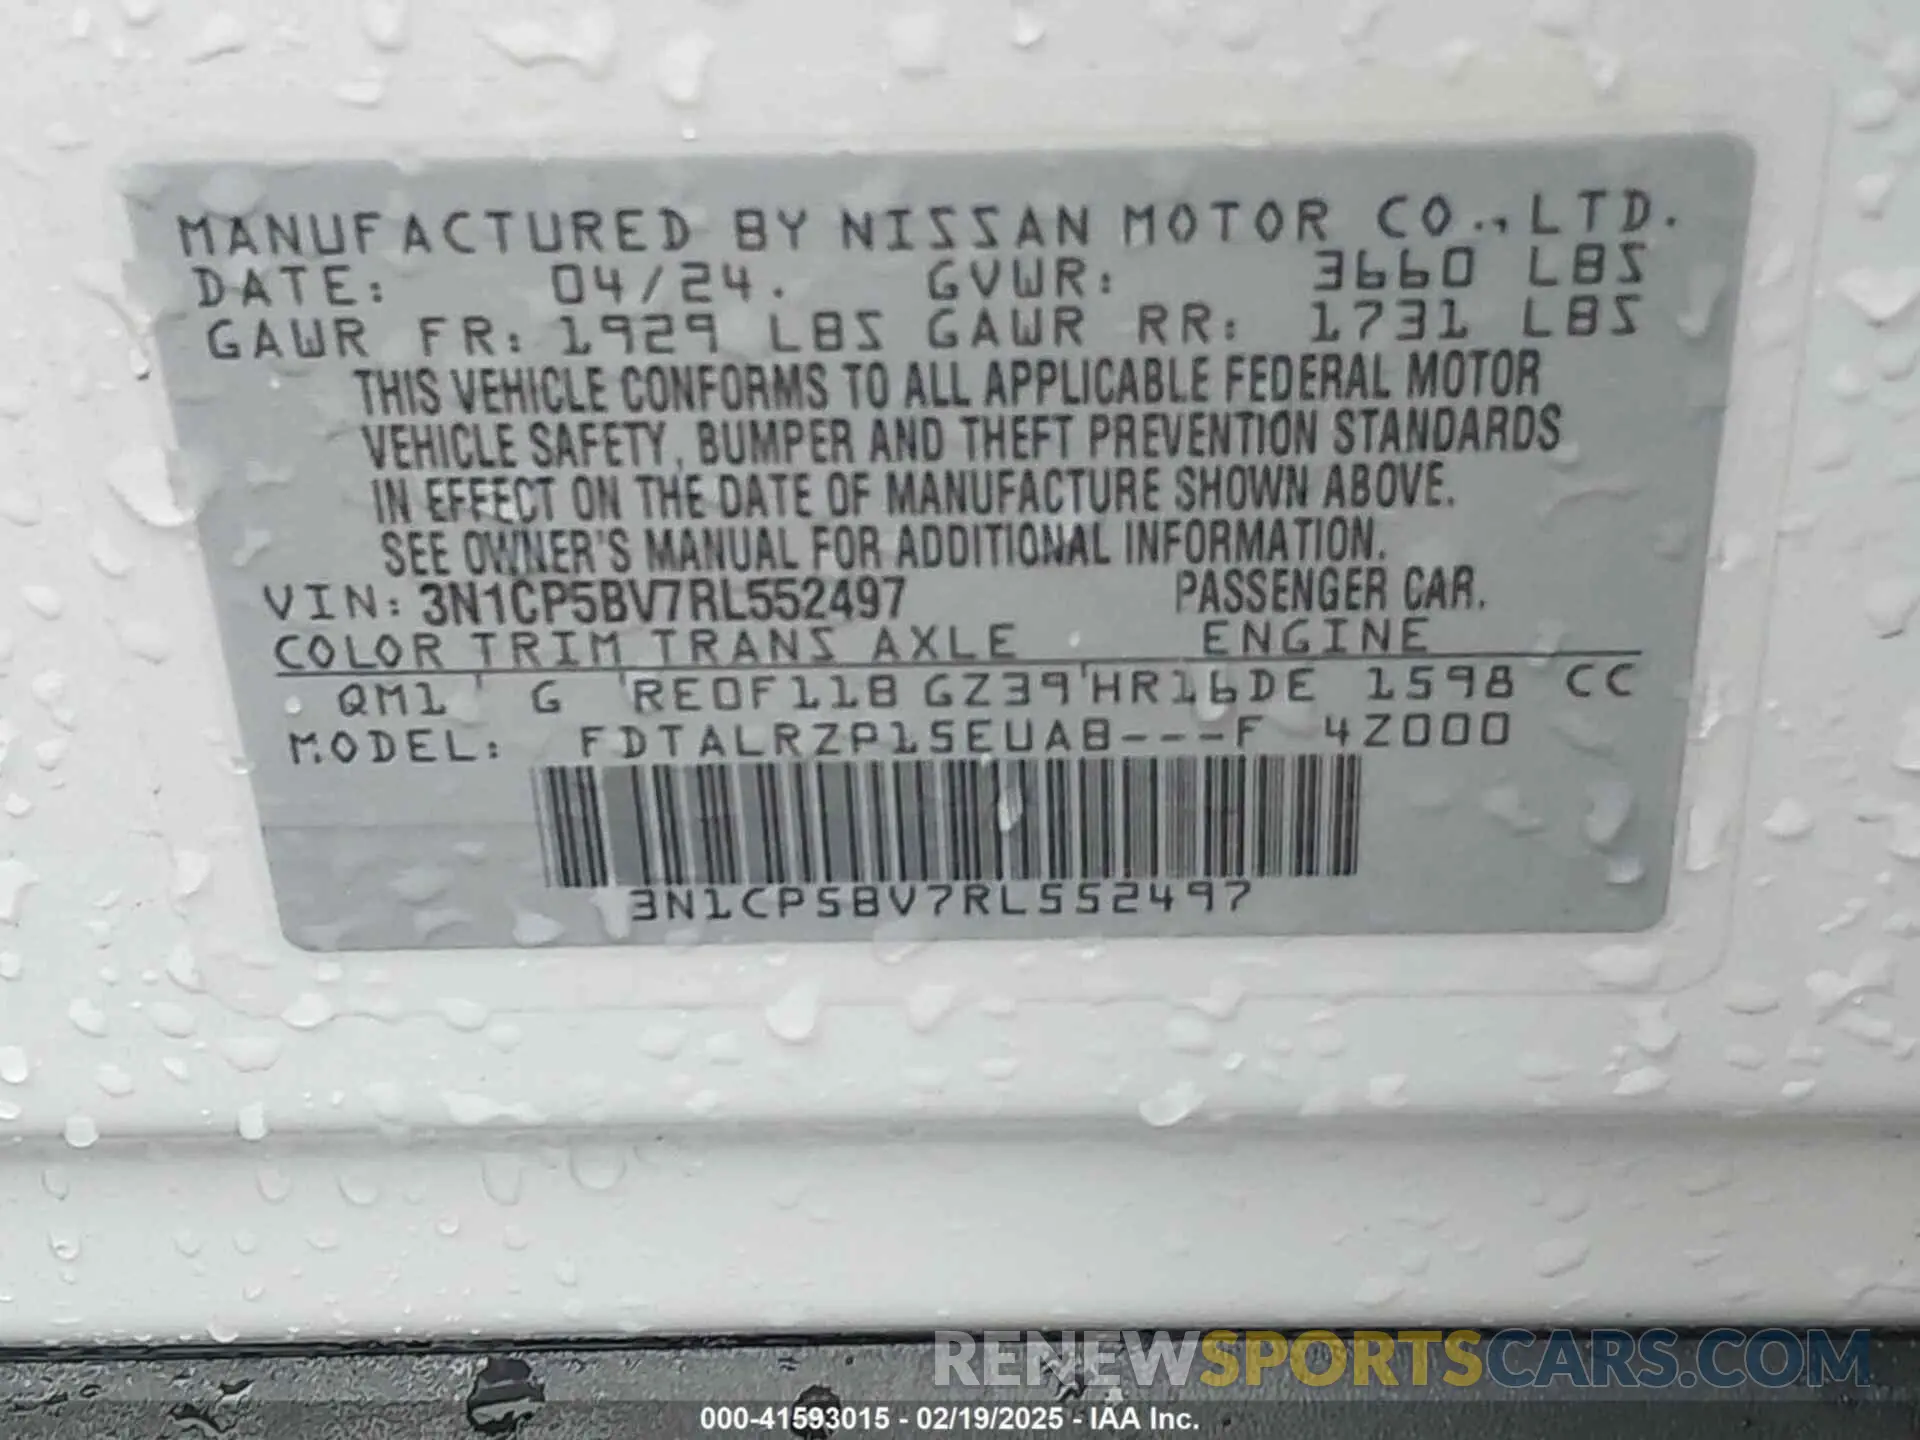 MANUFACTURED BY NISSAN MOTOR CO., LTD.
DATE: 04/24. GVWR: 3660 LBS
GAWR FR: 1929 LBS GAWR RR: 1731 LBS
THIS VEHICLE CONFORMS TO ALL APPLICABLE FEDERAL MOTOR
VEHICLE SAFETY, BUMPER AND THEFT PREVENTION STANDARDS
IN EFFECT ON THE DATE OF MANUFACTURE SHOWN ABOVE.
SEE OWNER'S MANUAL FOR ADDITIONAL INFORMATION.
VIN: 3N1CP5BV7RL552497 PASSENGER CAR.
COLOR TRIM TRANS AXLE ENGINE
QM1 G RE0F11B GZ39 HR16DE 1598 CC
MODEL: FDTALRZP1SEUAB---F 4Z000
3N1CP5BV7RL552497
RENEWSPORTSCARS.COM
000-41593015 - 02/19/2025 - IAA Inc.